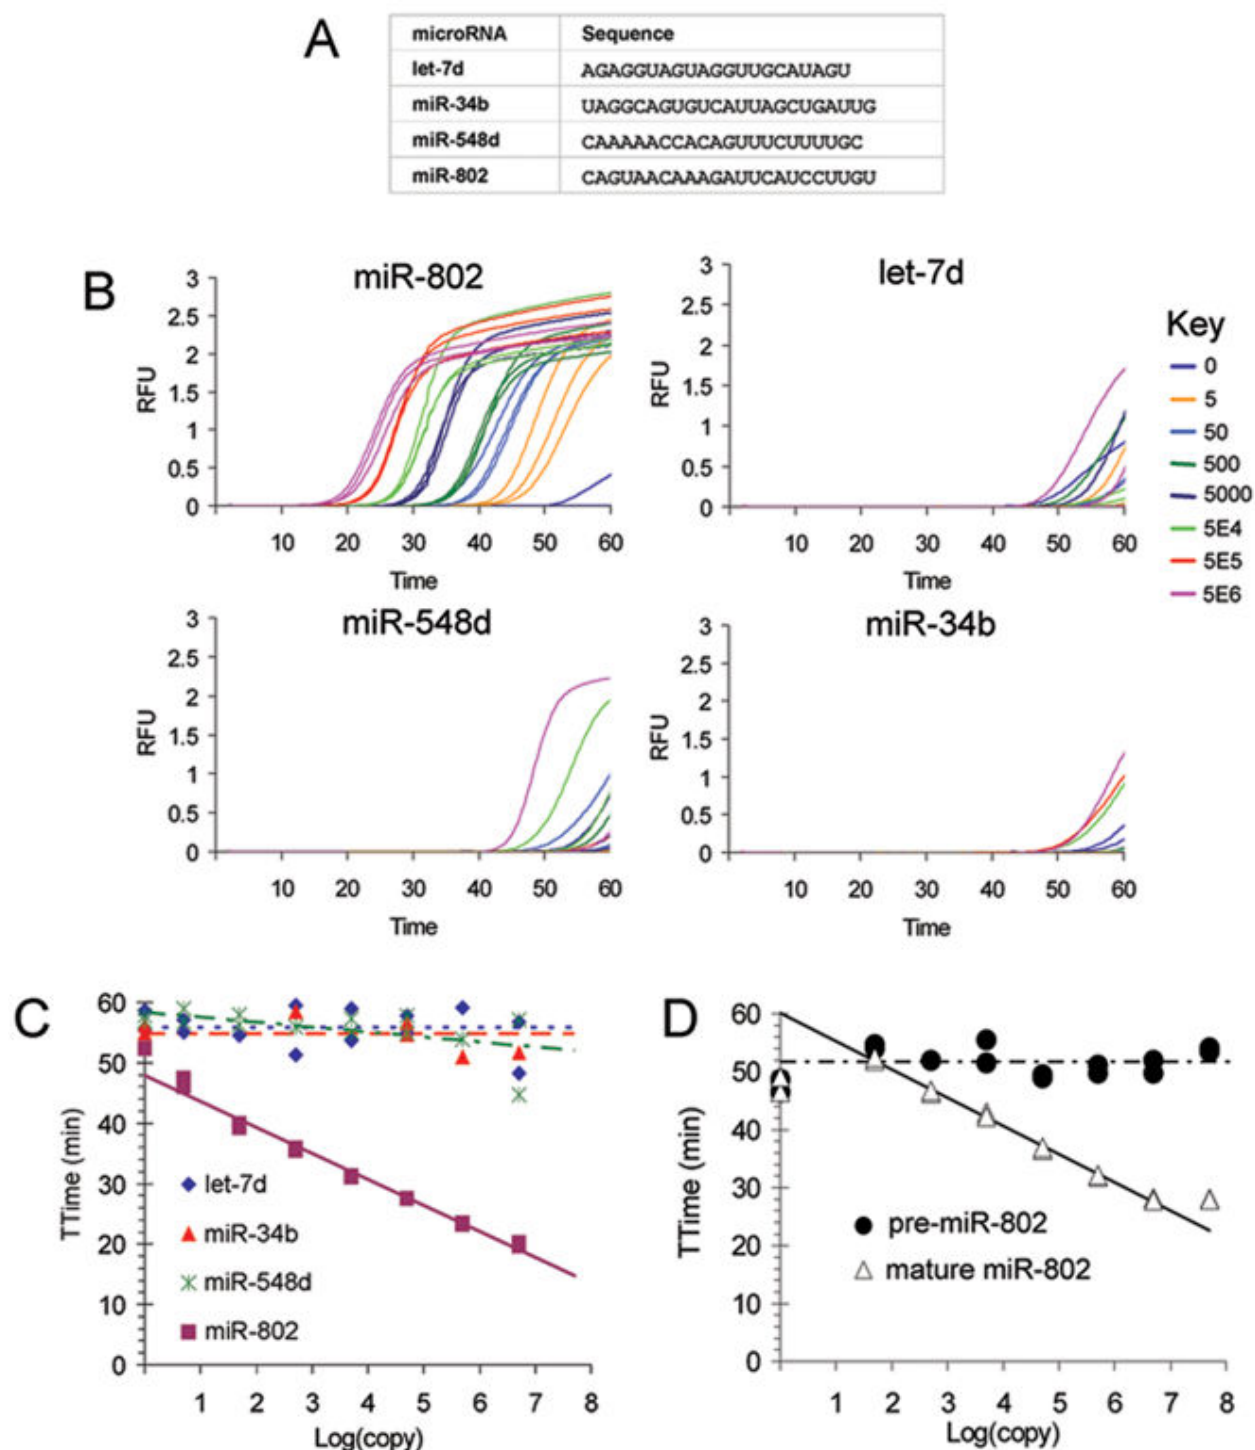 A
microRNA Sequence
let-7d AGAGGUAGUAGGUUGCAUAGU
miR-34b UAGGCAGUGUCAUUAGCUGAUUG
miR-548d CAAAAACCACAGUUUCUUUUGC
miR-802 CAGUAACAAAGAUUCAUCCUUGU
B
miR-802
3
2.5
2
1.5
1
0.5
0
RFU
10 20 30 40 50 60
Time
let-7d
3
2.5
2
1.5
1
0.5
0
RFU
10 20 30 40 50 60
Time
Key
0
5
50
500
5000
5E4
5E5
5E6
miR-548d
3
2.5
2
1.5
1
0.5
0
RFU
10 20 30 40 50 60
Time
miR-34b
3
2.5
2
1.5
1
0.5
0
RFU
10 20 30 40 50 60
Time
C
60
50
40
30
20
10
0
TTime (min)
let-7d
miR-34b
miR-548d
miR-802
1 2 3 4 5 6 7 8
Log(copy)
D
60
50
40
30
20
10
0
TTime (min)
pre-miR-802
mature miR-802
1 2 3 4 5 6 7 8
Log(copy)